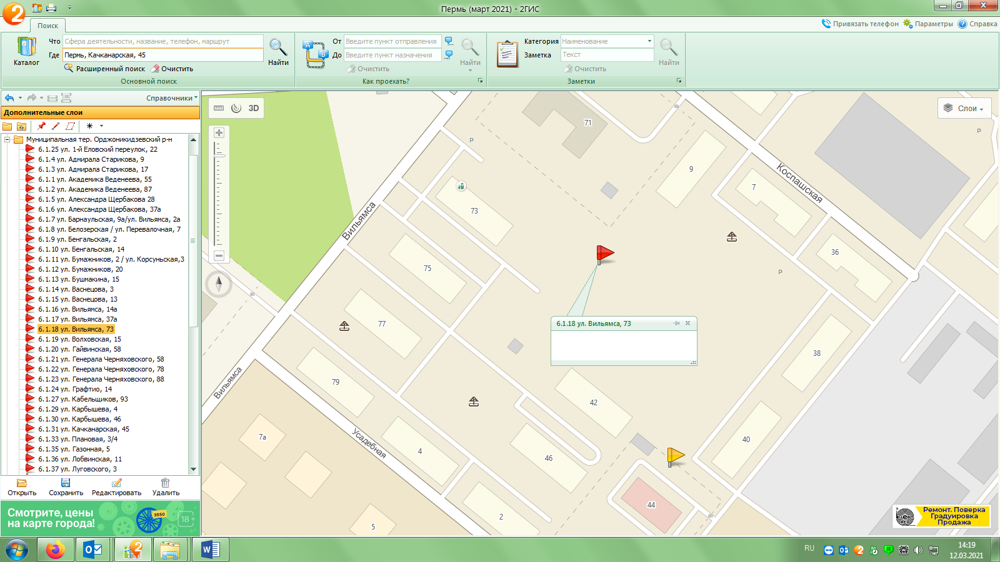 Пермь (март 2021) - 2ГИС
Поиск
Привязать телефон
Параметры
Справка
Каталог
Что
Сфера деятельности, название, телефон, маршрут
Где
Пермь, Качканарская, 45
Расширенный поиск
Очистить
Найти
Основной поиск
От
Введите пункт отправления
До
Введите пункт назначения
Очистить
Найти
Как проехать?
Категория
Наименование
Заметка
Текст
Очистить
Найти
Заметки
Справочники
Дополнительные слои
Муниципальная тер. Орджоникидзевский р-н
6.1.25 ул. 1-й Еловский переулок, 22
6.1.4 ул. Адмирала Старикова, 9
6.1.3 ул. Адмирала Старикова, 17
6.1.1 ул. Академика Веденеева, 55
6.1.2 ул. Академика Веденеева, 87
6.1.5 ул. Александра Щербакова 28
6.1.6 ул. Александра Щербакова, 37а
6.1.7 ул. Барнаульская, 9а/ул. Вильямса, 2а
6.1.8 ул. Белозерская / ул. Перевалочная, 7
6.1.9 ул. Бенгальская, 2
6.1.10 ул. Бенгальская, 14
6.1.11 ул. Бумажников, 2 / ул. Корсуньская,3
6.1.12 ул. Бумажников, 20
6.1.13 ул. Бушмакина, 15
6.1.14 ул. Васнецова, 3
6.1.15 ул. Васнецова, 13
6.1.16 ул. Вильямса, 14а
6.1.17 ул. Вильямса, 37а
6.1.18 ул. Вильямса, 73
6.1.19 ул. Волховская, 15
6.1.20 ул. Гайвинская, 58
6.1.21 ул. Генерала Черняховского, 58
6.1.22 ул. Генерала Черняховского, 78
6.1.23 ул. Генерала Черняховского, 88
6.1.24 ул. Графтио, 14
6.1.27 ул. Кабельщиков, 93
6.1.29 ул. Карбышева, 4
6.1.30 ул. Карбышева, 46
6.1.31 ул. Качканарская, 45
6.1.33 ул. Плановая, 3/4
6.1.35 ул. Газонная, 5
6.1.36 ул. Лобвинская, 11
6.1.37 ул. Луговского, 3
Открыть
Сохранить
Редактировать
Удалить
Смотрите, цены
на карте города!
3550
18+
3D
Слои
71
P
P
9
7
Коспашская
73
Вильямса
36
P
75
77
6.1.18 ул. Вильямса, 73
38
79
Вильямса
42
7а
Усадебная
4
46
40
44
2
5
Ремонт. Поверка
Градуировка
Продажа
RU
14:19
12.03.2021